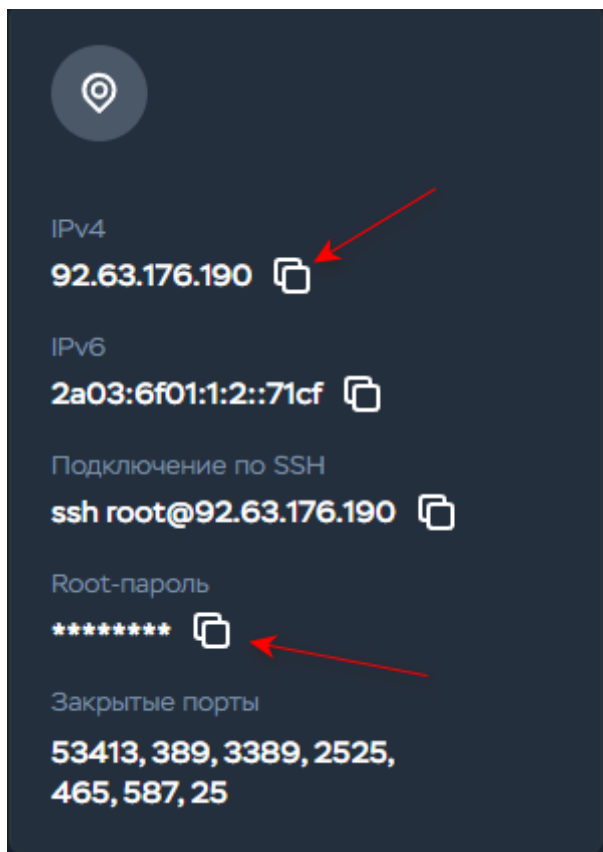 IPv4
92.63.176.190
IPv6
2a03:6f01:1:2::71cf
Подключение по SSH
ssh root@92.63.176.190
Root-пароль
********
Закрытые порты
53413, 389, 3389, 2525,
465, 587, 25